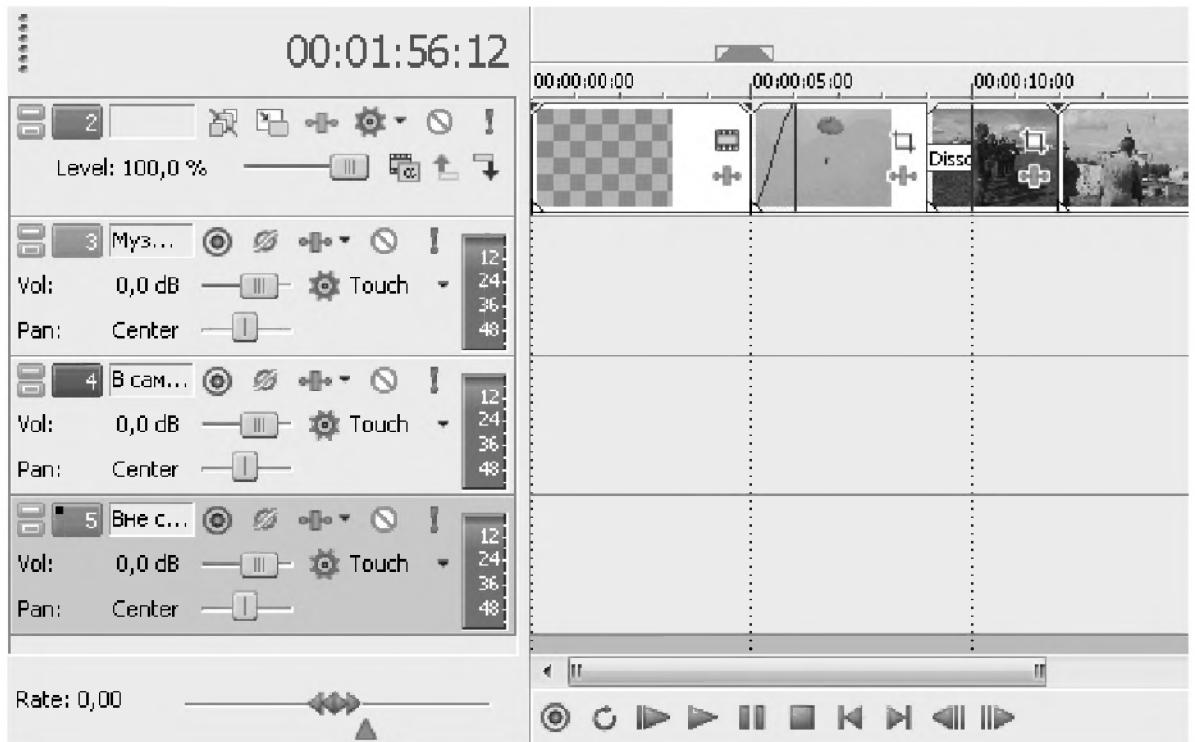 00:01:56:12
00:00:00:00 00:00:05:00 00:00:10:00
2
Level: 100,0 %
Disso
3 Муз...
Vol: 0,0 dB Touch
Pan: Center
12
24
36
48
4 В сам...
Vol: 0,0 dB Touch
Pan: Center
12
24
36
48
5 Вне с...
Vol: 0,0 dB Touch
Pan: Center
12
24
36
48
Rate: 0,00